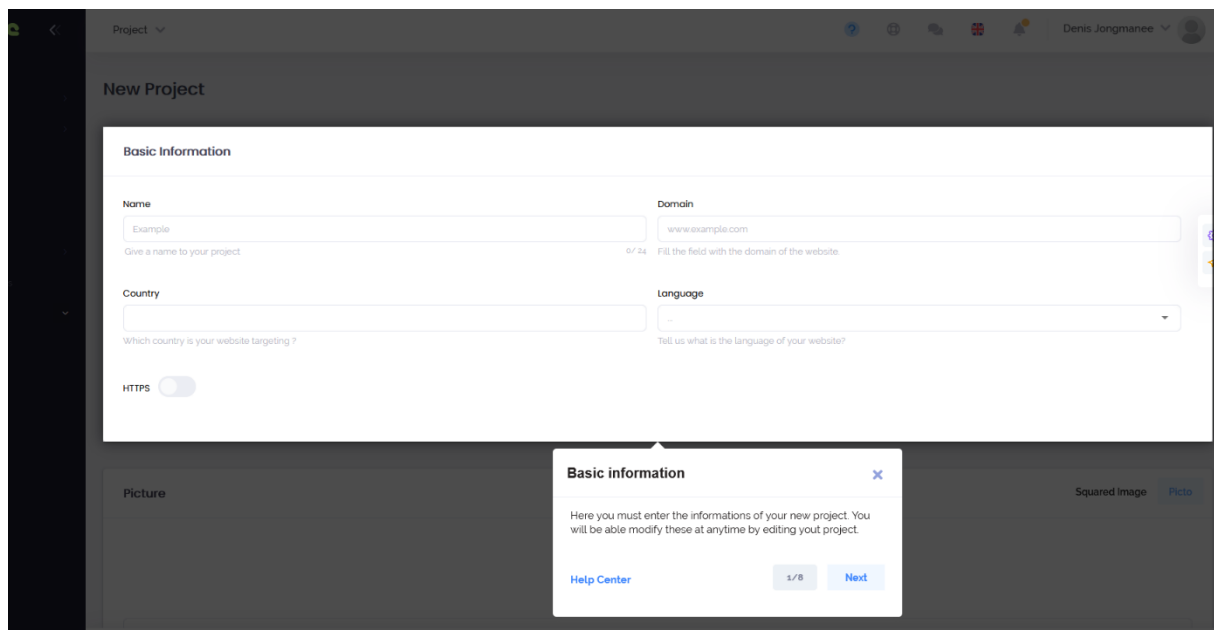 Project
Denis Jongmanee
New Project
Basic Information
Name
Domain
Example
www.example.com
Give a name to your project
0/ 24
Fill the field with the domain of the website.
Country
Language
...
Which country is your website targeting ?
Tell us what is the language of your website?
HTTPS
Basic information
Picture
Squared Image
Picto
Here you must enter the informations of your new project. You
will be able modify these at anytime by editing yout project.
Help Center
1/8
Next